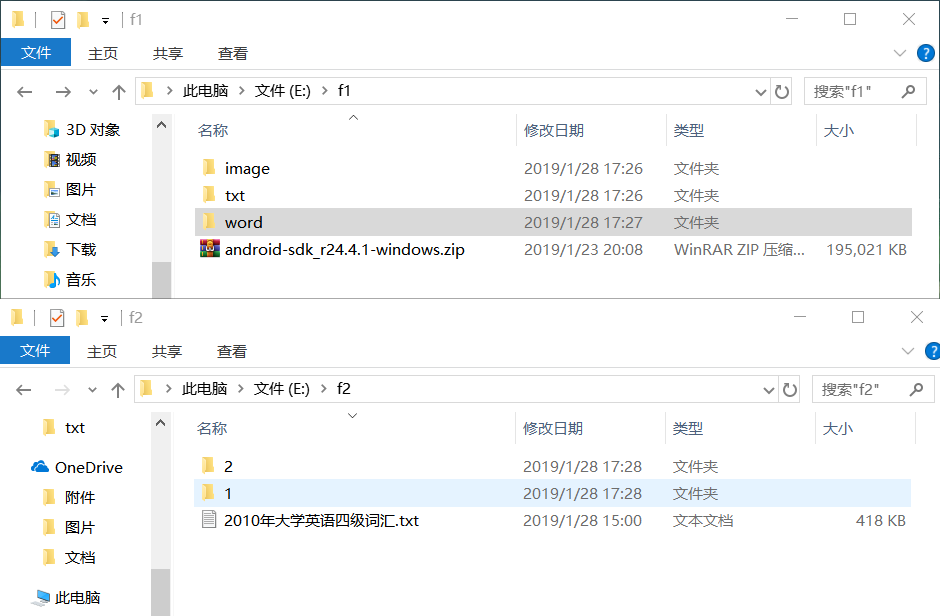 f1
文件 主页 共享 查看
此电脑 文件 (E:) f1 搜索"f1"
3D 对象
视频
图片
文档
下载
音乐
名称 修改日期 类型 大小
image 2019/1/28 17:26 文件夹
txt 2019/1/28 17:26 文件夹
word 2019/1/28 17:27 文件夹
android-sdk_r24.4.1-windows.zip 2019/1/23 20:08 WinRAR ZIP 压缩... 195,021 KB
f2
文件 主页 共享 查看
此电脑 文件 (E:) f2 搜索"f2"
txt
OneDrive
附件
图片
文档
此电脑
名称 修改日期 类型 大小
2 2019/1/28 17:28 文件夹
1 2019/1/28 17:28 文件夹
2010年大学英语四级词汇.txt 2019/1/28 15:00 文本文档 418 KB